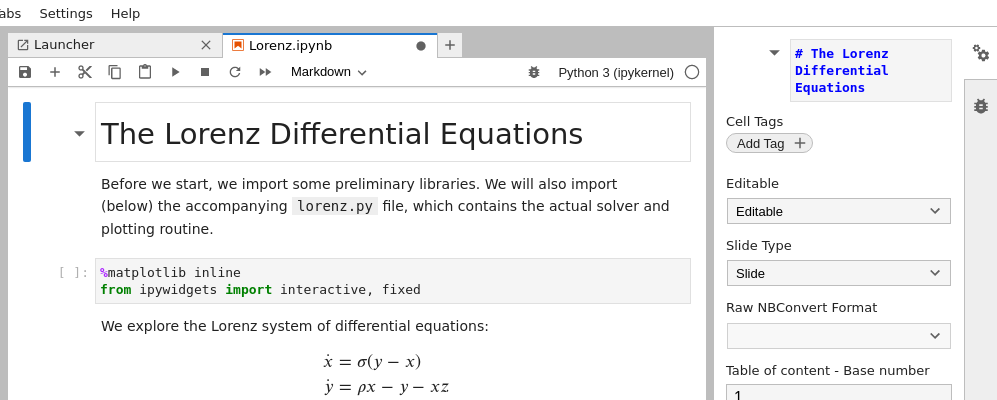 abs Settings Help
Launcher
Lorenz.ipynb
Markdown
Python 3 (ipykernel)
The Lorenz Differential Equations
Before we start, we import some preliminary libraries. We will also import
(below) the accompanying lorenz.py file, which contains the actual solver and
plotting routine.
[ ]:
%matplotlib inline
from ipywidgets import interactive, fixed
We explore the Lorenz system of differential equations:
ẋ = σ(y − x)
ẏ = ρx − y − xz
# The Lorenz
Differential
Equations
Cell Tags
Add Tag
Editable
Editable
Slide Type
Slide
Raw NBConvert Format
Table of content - Base number
1